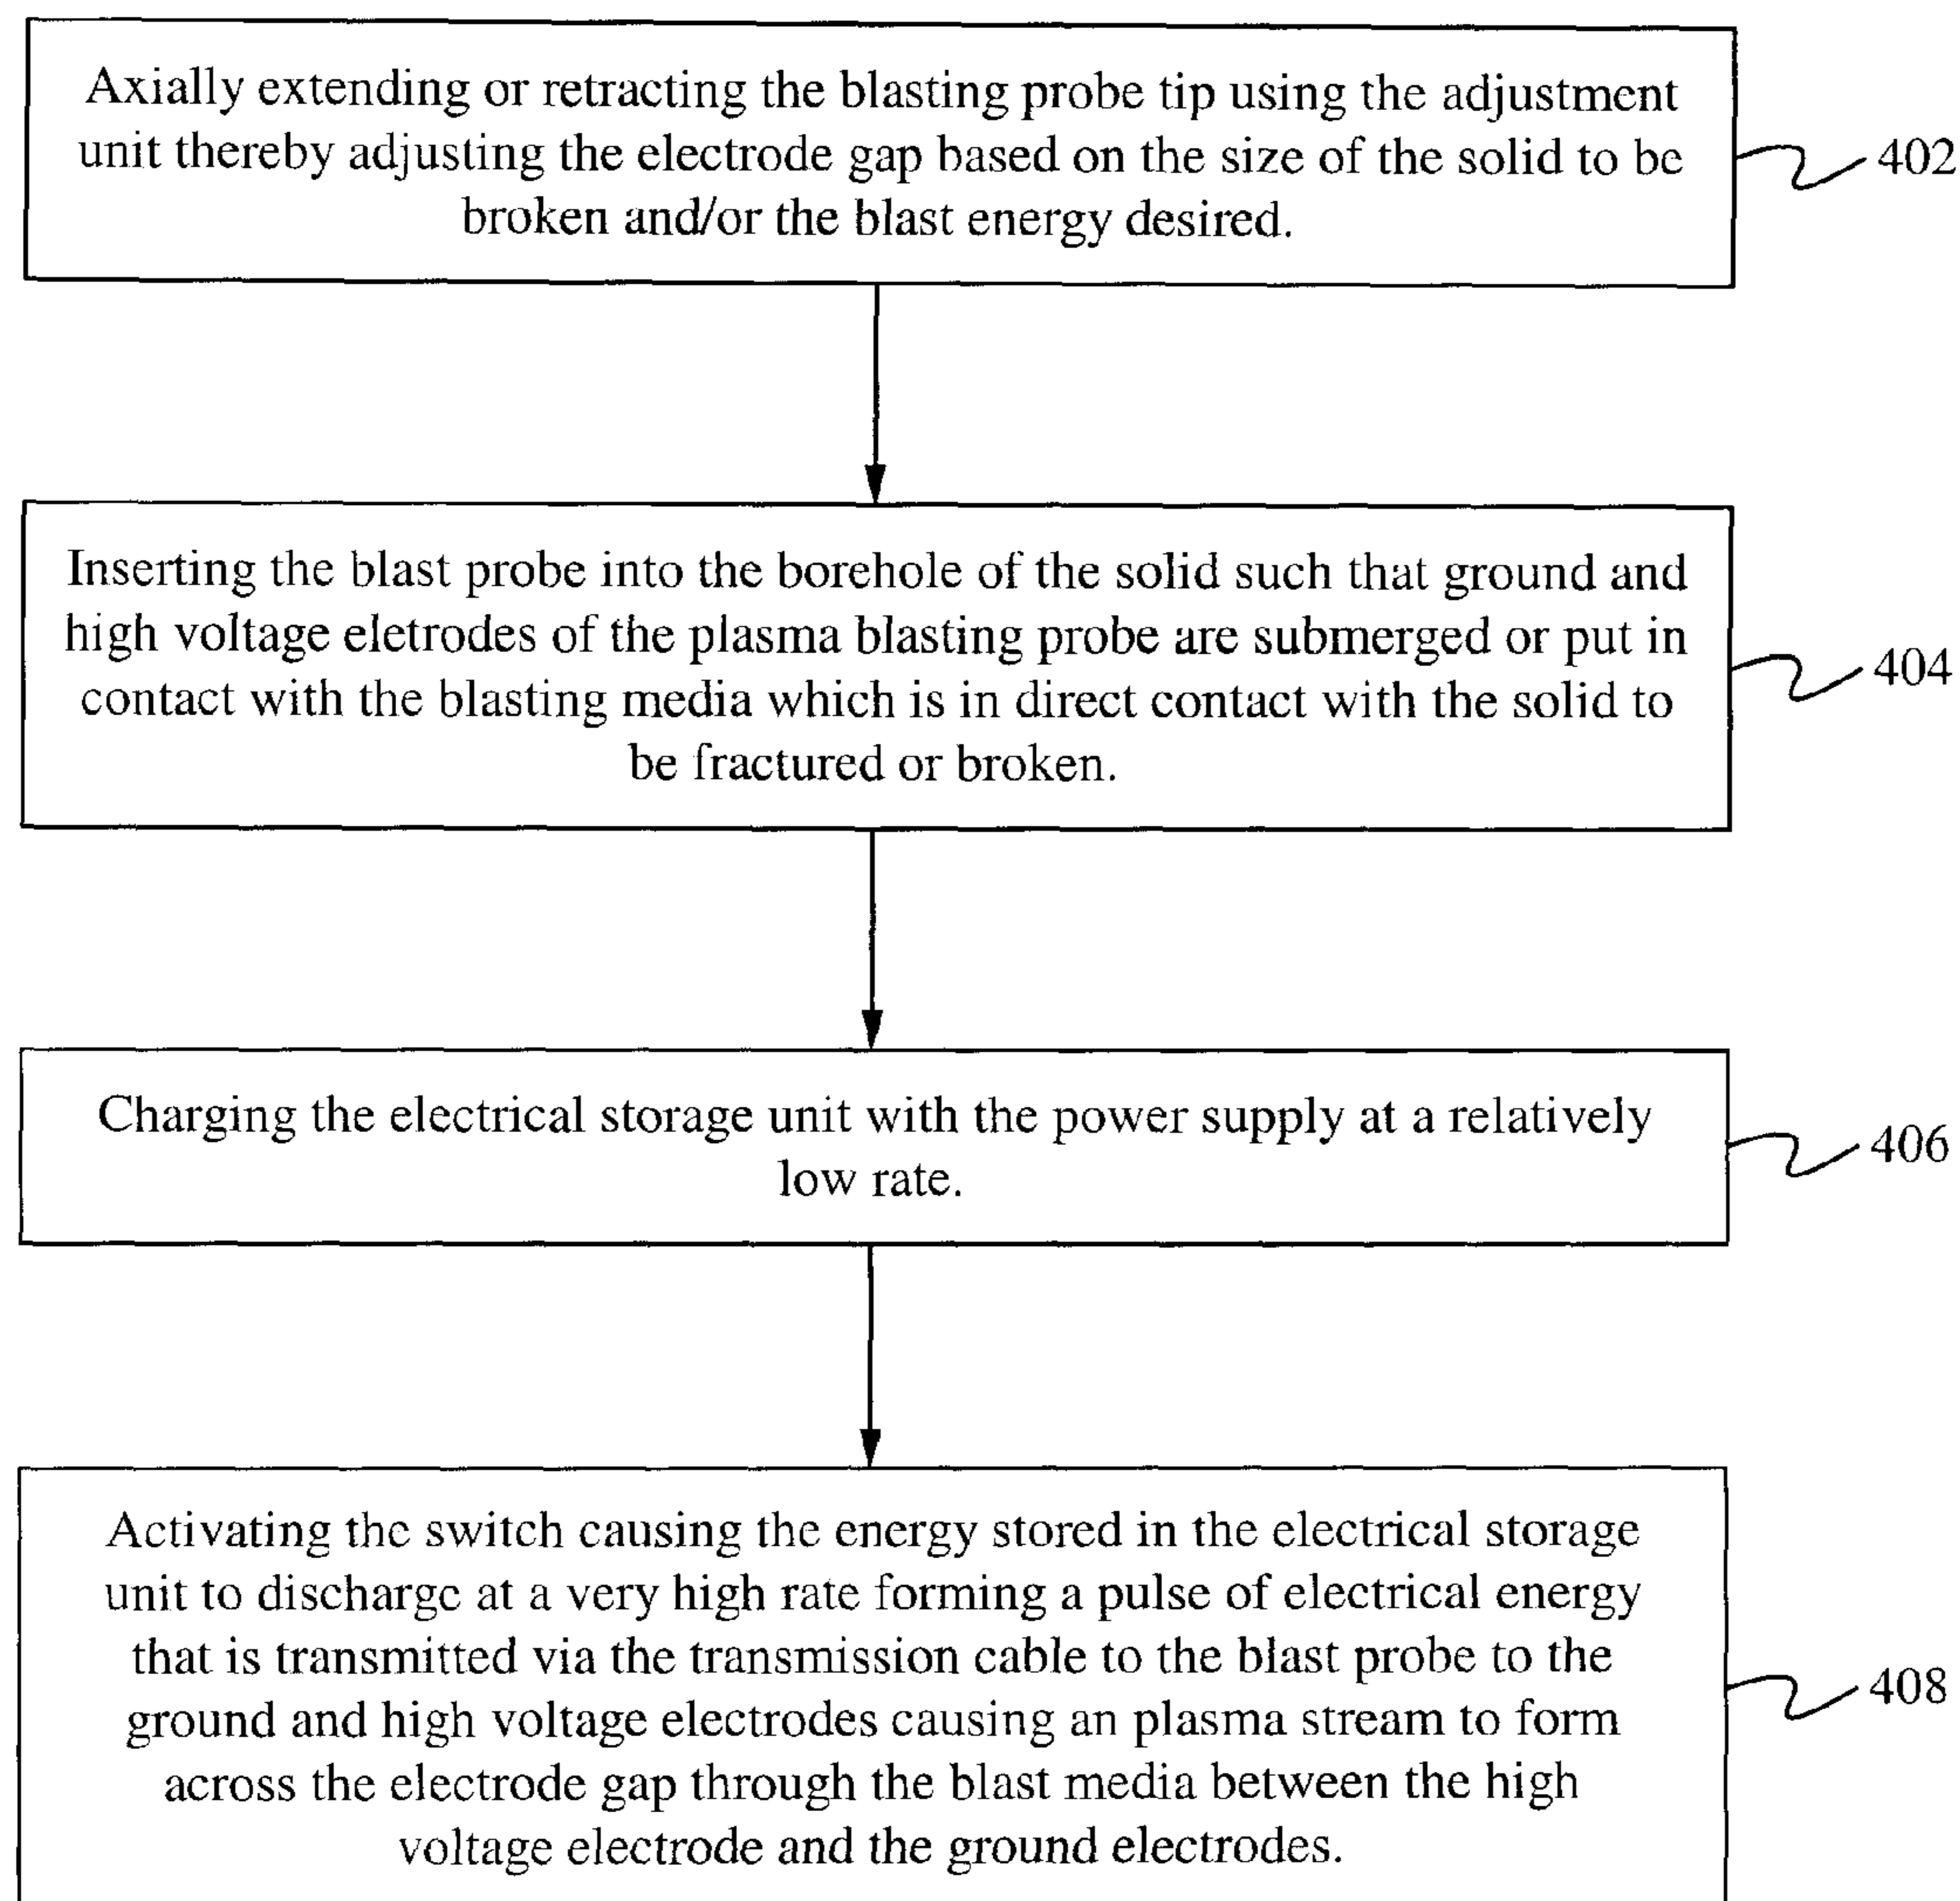 Axially extending or retracting the blasting probe tip using the adjustment
unit thereby adjusting the electrode gap based on the size of the solid to be
broken and/or the blast energy desired.
402
Inserting the blast probe into the borehole of the solid such that ground and
high voltage eletrodes of the plasma blasting probe are submerged or put in
contact with the blasting media which is in direct contact with the solid to
be fractured or broken.
404
Charging the electrical storage unit with the power supply at a relatively
low rate.
406
Activating the switch causing the energy stored in the electrical storage
unit to discharge at a very high rate forming a pulse of electrical energy
that is transmitted via the transmission cable to the blast probe to the
ground and high voltage electrodes causing an plasma stream to form
across the electrode gap through the blast media between the high
voltage electrode and the ground electrodes.
408